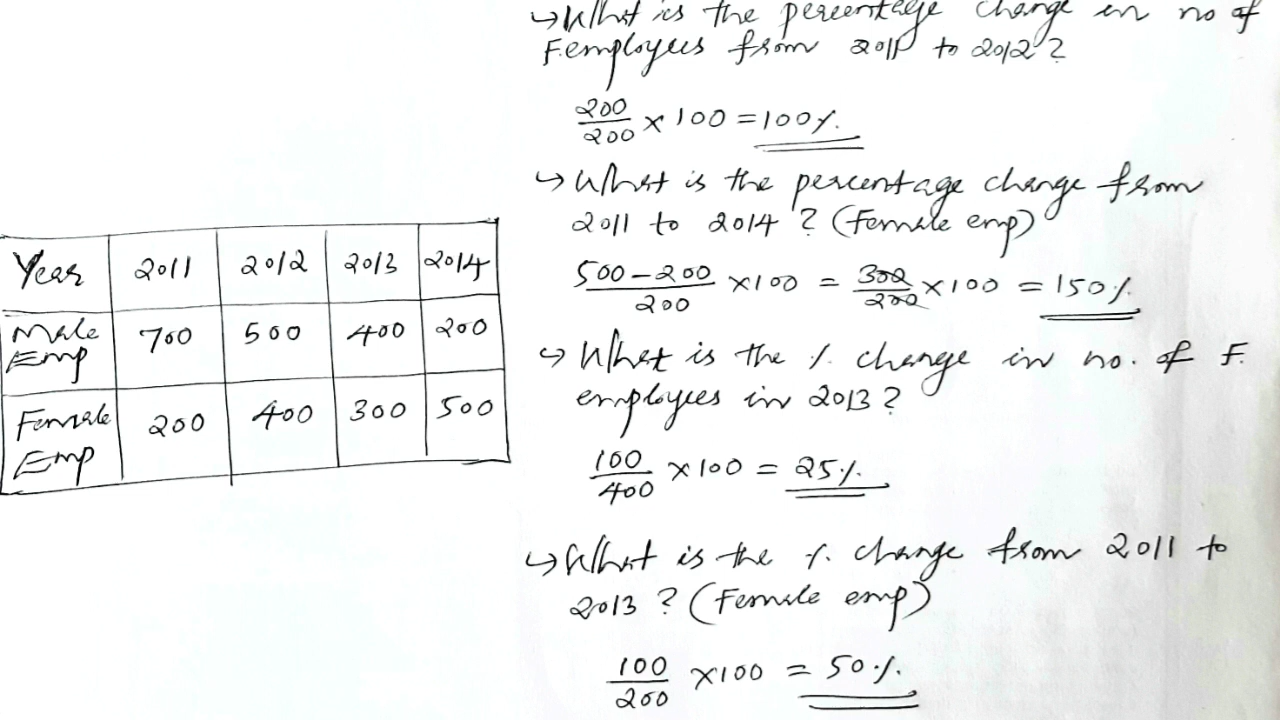 Year 2011 2012 2013 2014
Male Emp 700 500 400 200
Female Emp 200 400 300 500
↳ What is the percentage change in no of
F.employees from 2011 to 2012?
200/200 × 100 = 100%
↳ What is the percentage change from
2011 to 2014? (Female emp)
500-200/200 ×100 = 300/200 ×100 = 150%
↳ What is the % change in no. of F.
employees in 2013?
100/400 ×100 = 25%
↳ What is the % change from 2011 to
2013? (Female emp)
100/200 ×100 = 50%